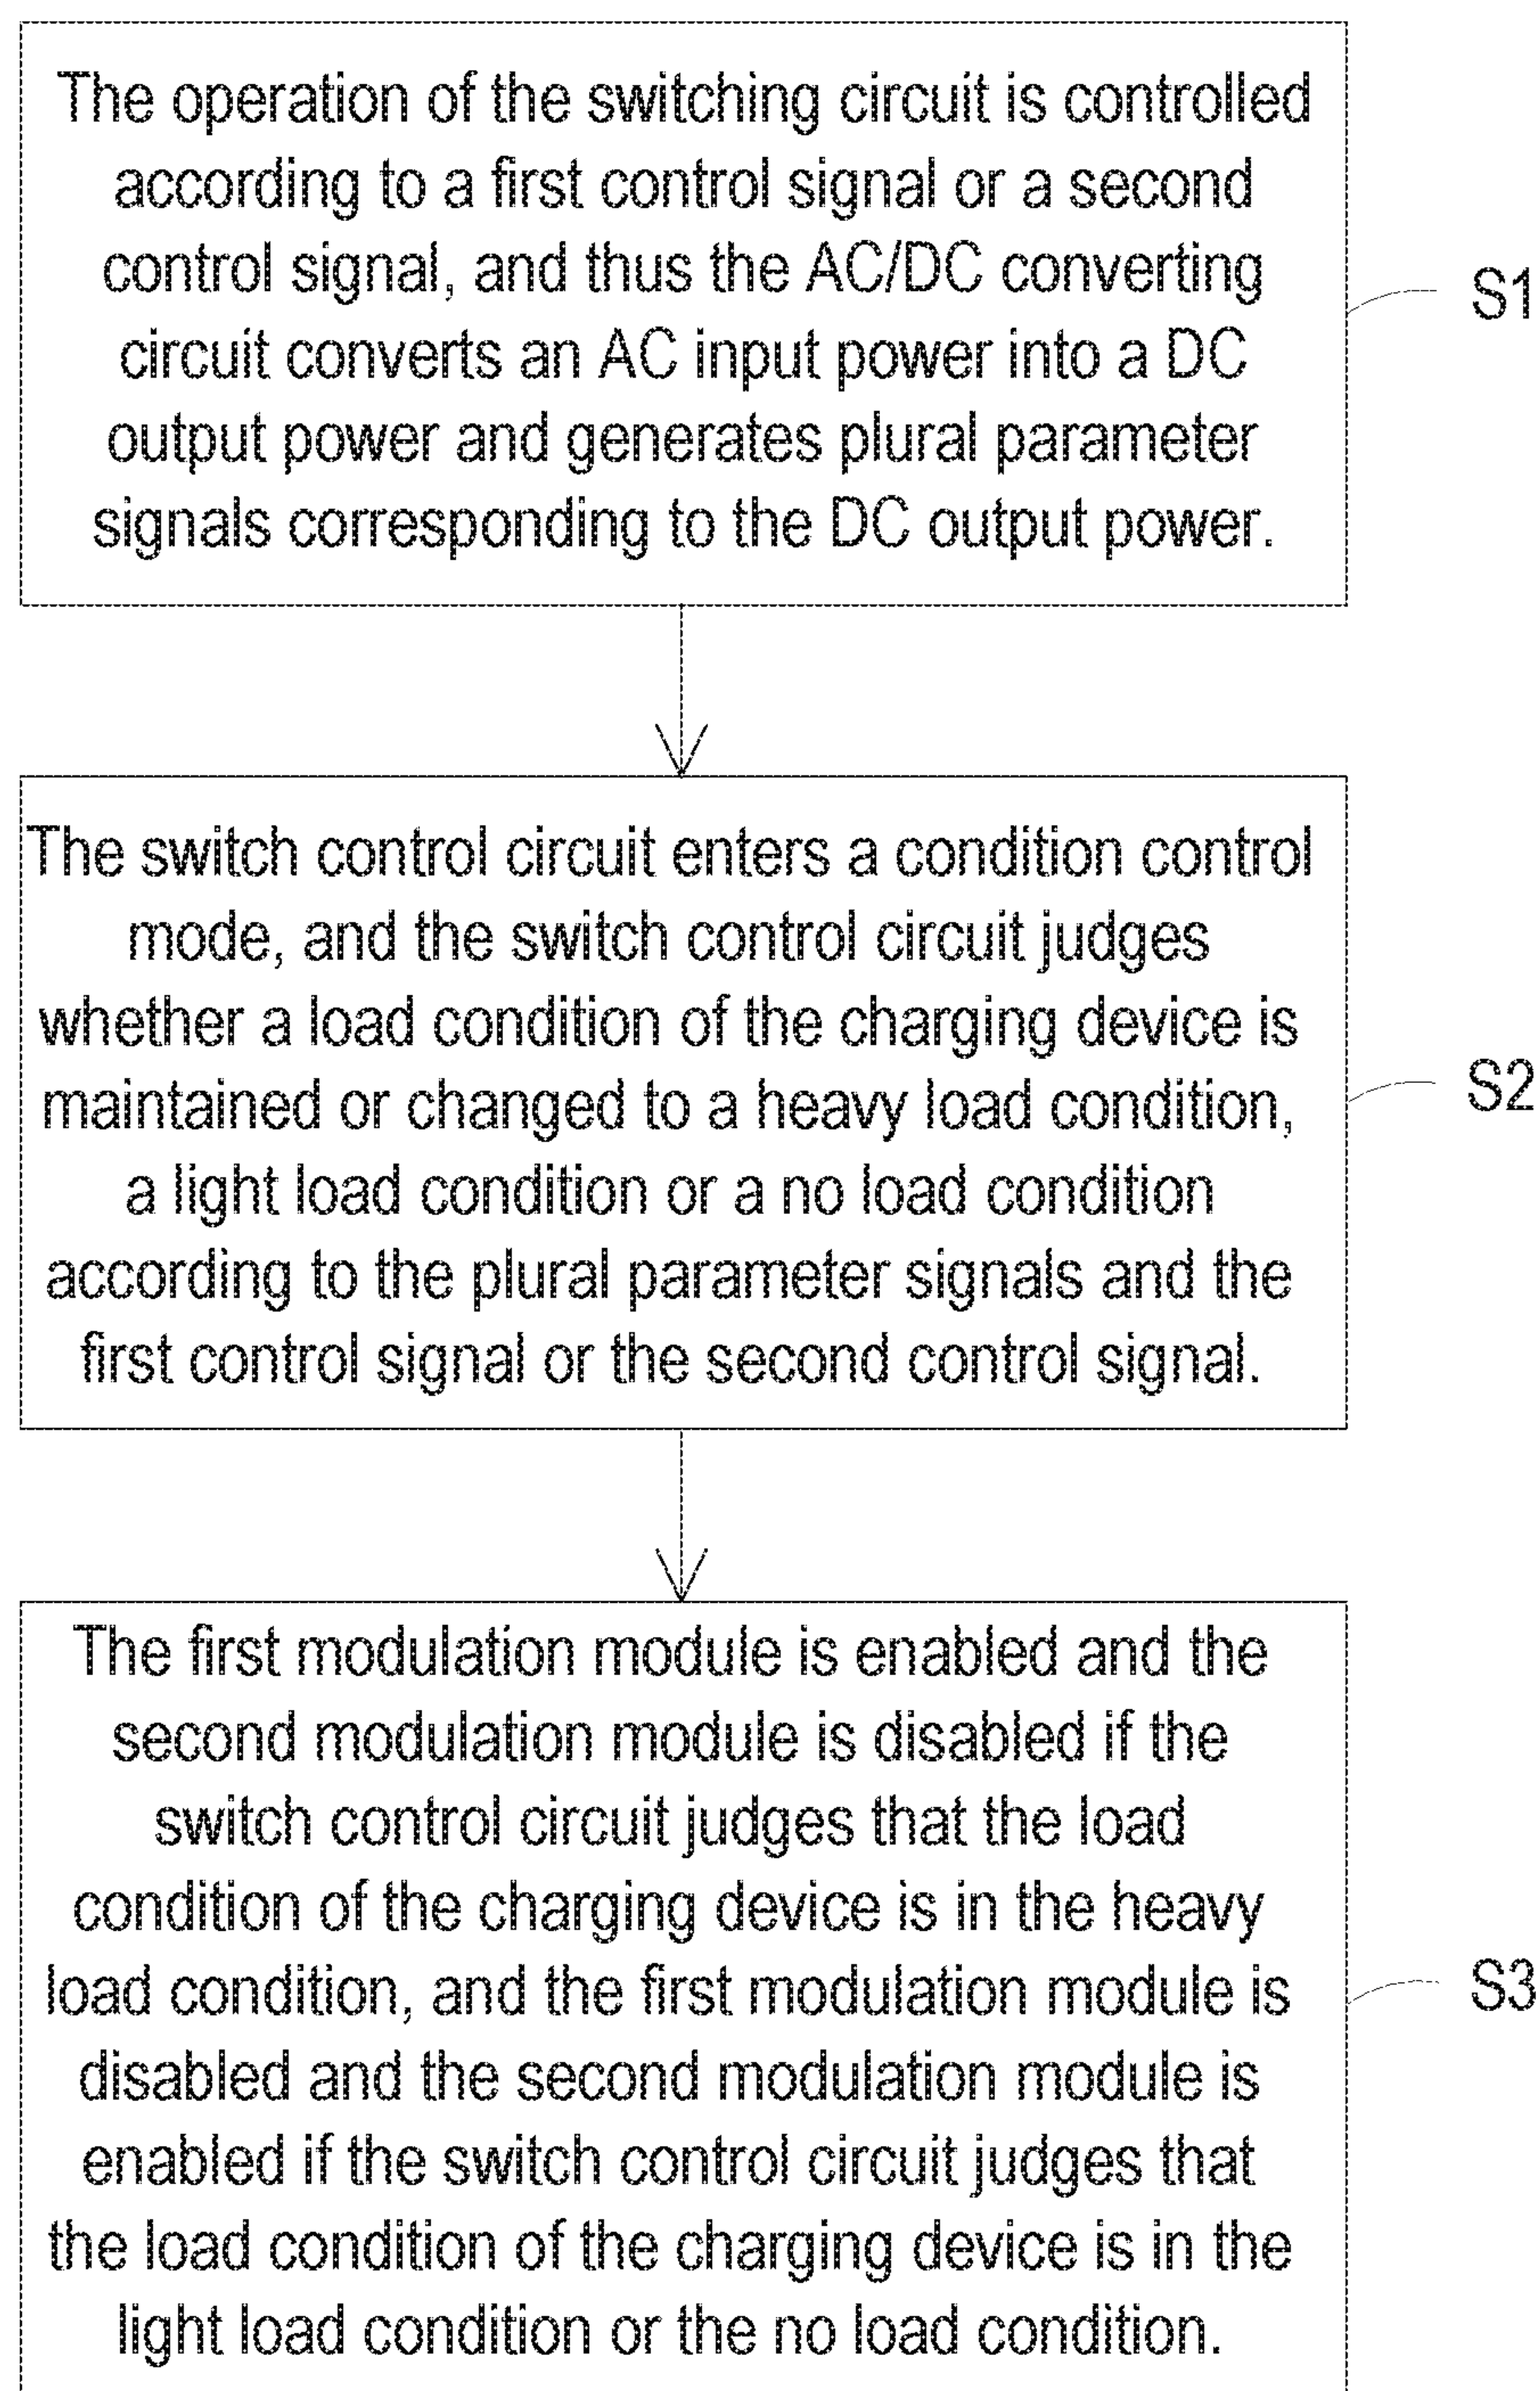 The operation of the switching circuit is controlled
according to a first control signal or a second
control signal, and thus the AC/DC converting
circuit converts an AC input power into a DC
output power and generates plural parameter
signals corresponding to the DC output power.
S1
The switch control circuit enters a condition control
mode, and the switch control circuit judges
whether a load condition of the charging device is
maintained or changed to a heavy load condition,
a light load condition or a no load condition
according to the plural parameter signals and the
first control signal or the second control signal.
S2
The first modulation module is enabled and the
second modulation module is disabled if the
switch control circuit judges that the load
condition of the charging device is in the heavy
load condition, and the first modulation module is
disabled and the second modulation module is
enabled if the switch control circuit judges that
the load condition of the charging device is in the
light load condition or the no load condition.
S3